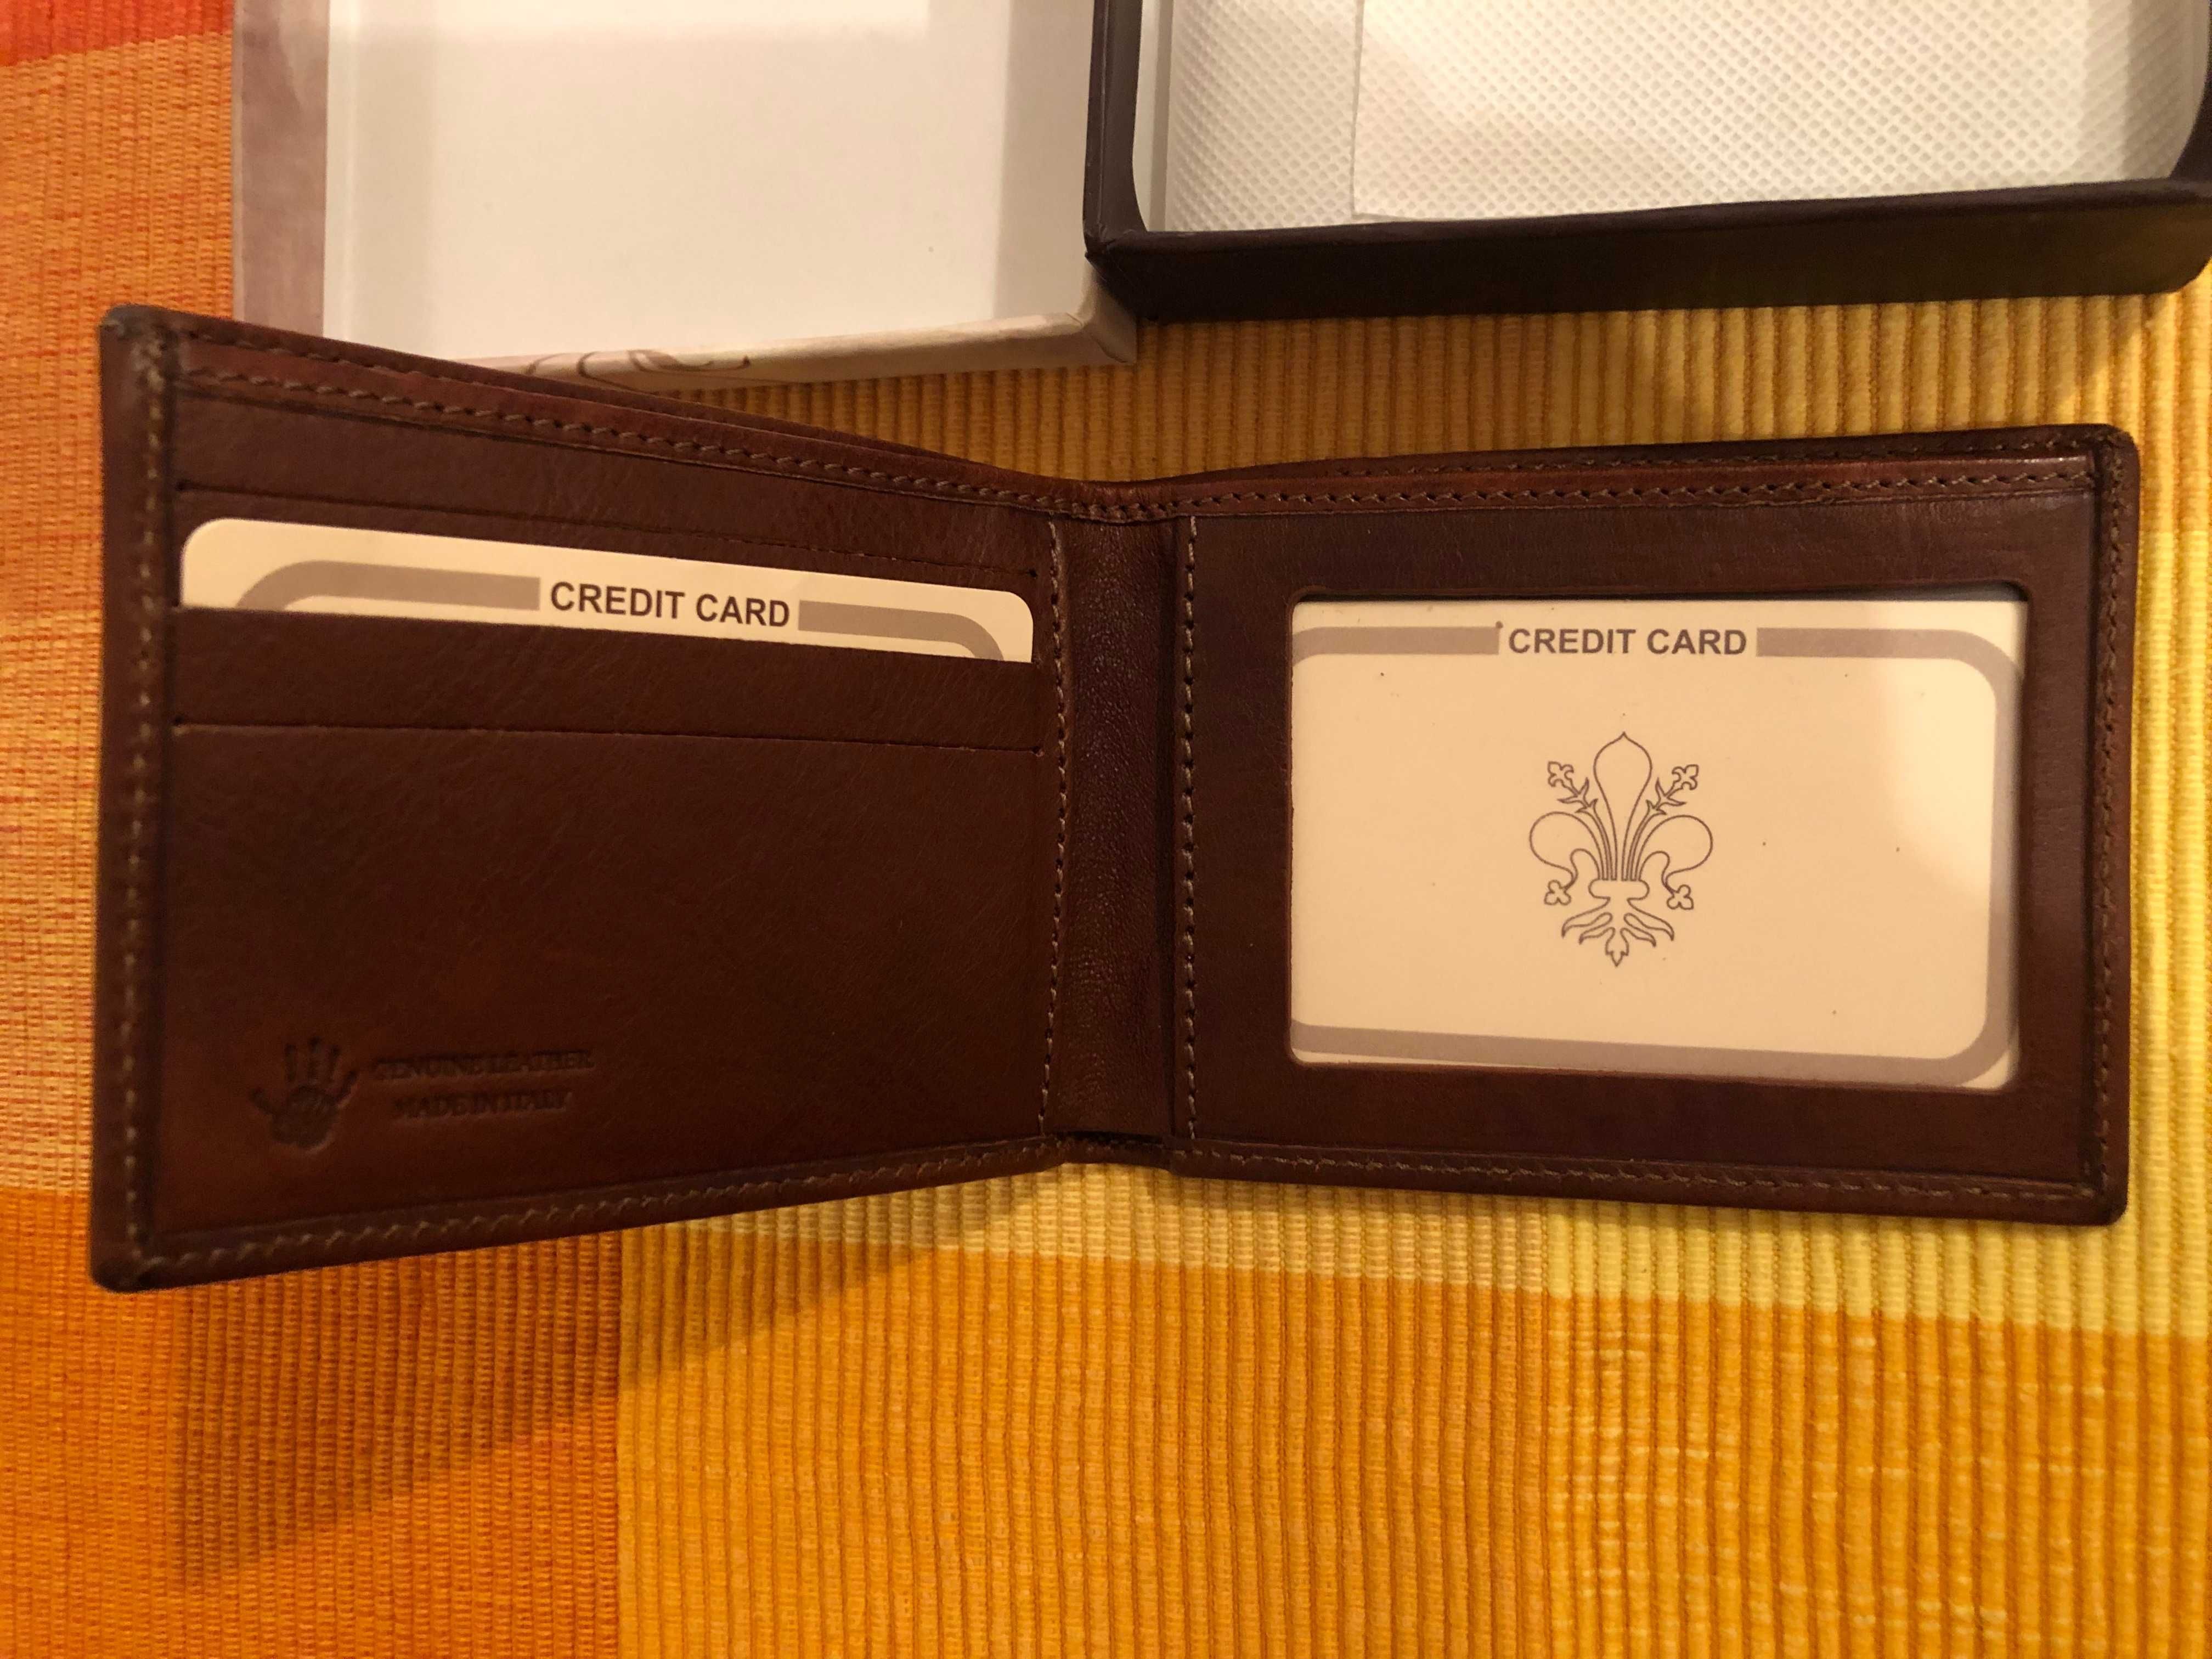 CREDIT CARD
CREDIT CARD
GENUINE LEATHER
MADE IN ITALY